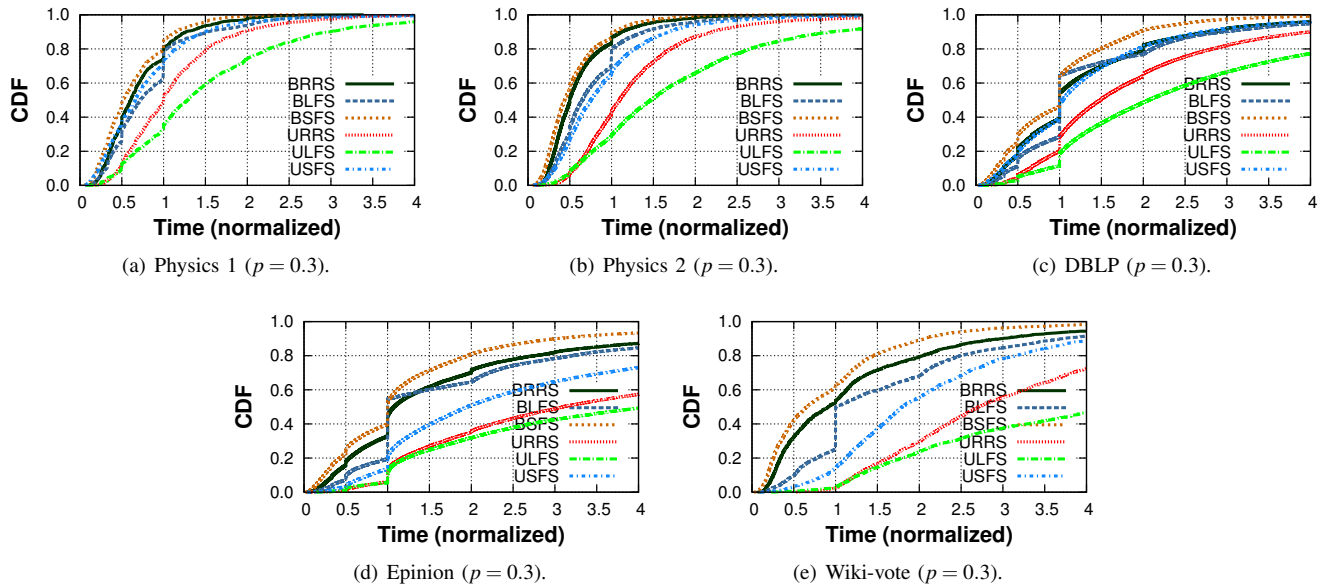 1.0
0.8
0.6
0.4
0.2
0.0
CDF
BRRS
BLFS
BSFS
URRS
ULFS
USFS
0 0.5 1 1.5 2 2.5 3 3.5 4
Time (normalized)
(a) Physics 1 (p = 0.3).
1.0
0.8
0.6
0.4
0.2
0.0
CDF
BRRS
BLFS
BSFS
URRS
ULFS
USFS
0 0.5 1 1.5 2 2.5 3 3.5 4
Time (normalized)
(b) Physics 2 (p = 0.3).
1.0
0.8
0.6
0.4
0.2
0.0
CDF
BRRS
BLFS
BSFS
URRS
ULFS
USFS
0 0.5 1 1.5 2 2.5 3 3.5 4
Time (normalized)
(c) DBLP (p = 0.3).
1.0
0.8
0.6
0.4
0.2
0.0
CDF
BRRS
BLFS
BSFS
URRS
ULFS
USFS
0 0.5 1 1.5 2 2.5 3 3.5 4
Time (normalized)
(d) Epinion (p = 0.3).
1.0
0.8
0.6
0.4
0.2
0.0
CDF
BRRS
BLFS
BSFS
URRS
ULFS
USFS
0 0.5 1 1.5 2 2.5 3 3.5 4
Time (normalized)
(e) Wiki-vote (p = 0.3).